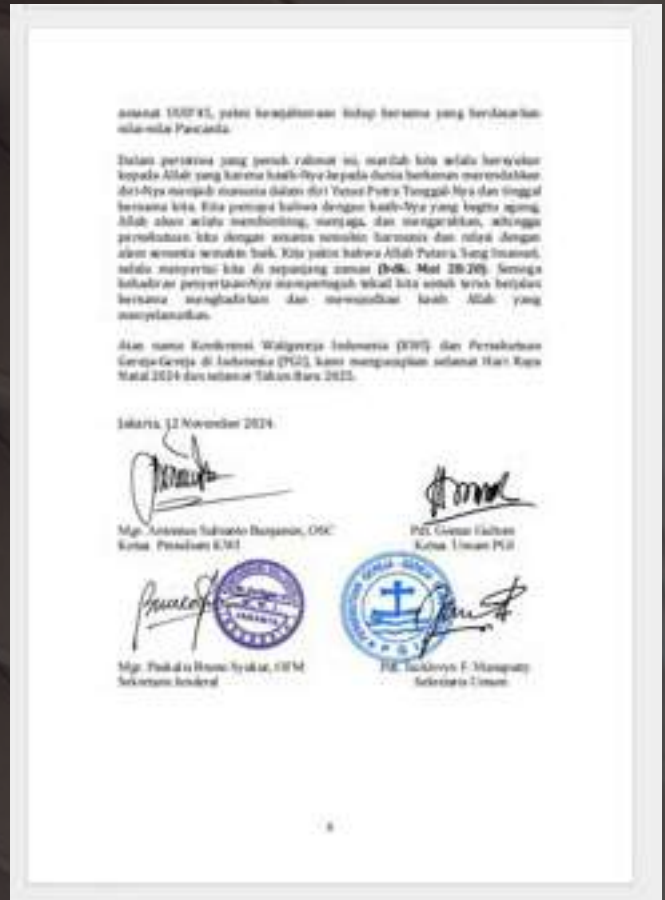 amanat UUD'45, yakni kesejahteraan hidup bersama yang berdasarkan
nilai-nilai Pancasila.
Dalam peristiwa yang penuh rahmat ini, marilah kita selalu bersyukur
kepada Allah yang karena kasih-Nya kepada dunia berkenan merendahkan
diri-Nya menjadi manusia dalam diri Yesus Putra Tunggal-Nya dan tinggal
bersama kita. Kita percaya bahwa dengan kasih-Nya yang begitu agung,
Allah akan selalu membimbing, menjaga, dan mengarahkan, sehingga
persekutuan kita dengan sesama semakin harmonis dan relasi dengan
alam semesta semakin baik. Kita yakin bahwa Allah Putera, Sang Imanuel,
selalu menyertai kita di sepanjang zaman (bdk. Mat 28:20). Semoga
kehadiran penyertaan-Nya memperteguh tekad kita untuk terus berjalan
bersama menghadirkan dan mewujudkan kasih Allah yang
menyelamatkan.
Atas nama Konferensi Waligereja Indonesia (KWI) dan Persekutuan
Gereja-Gereja di Indonesia (PGI), kami mengucapkan selamat Hari Raya
Natal 2024 dan selamat Tahun Baru 2025.
Jakarta, 12 November 2024.
Mgr. Antonius Subianto Bunjamin, OSC
Ketua Presidium KWI
Pdt. Gomar Gultom
Ketua Umum PGI
JAKARTA
PGI
Mgr. Paskalis Bruno Syukur, OFM
Sekretaris Jenderal
Pdt. Jacklevyn F. Manuputty
Sekretaris Umum